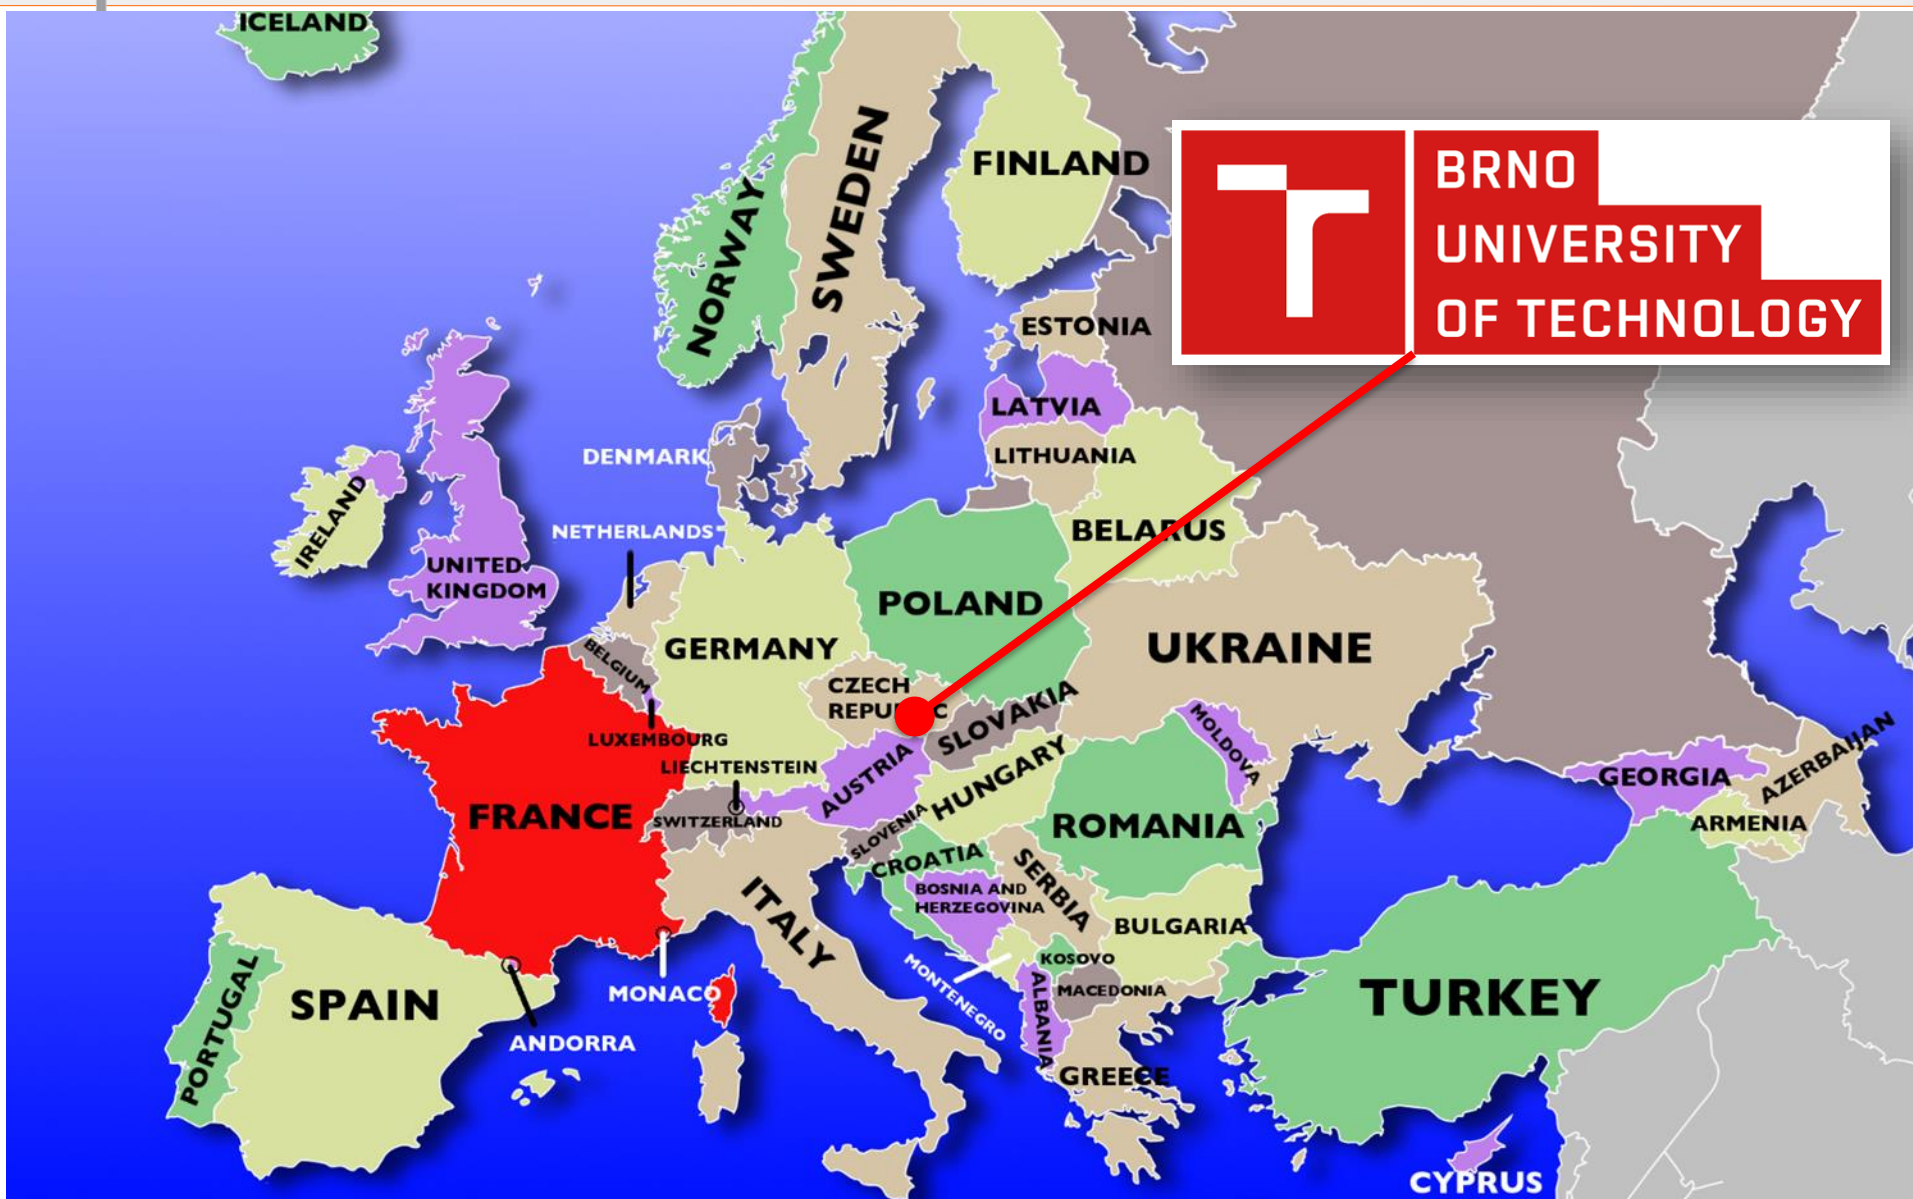 ICELAND
SWEDEN
FINLAND
NORWAY
BRNO
UNIVERSITY
OF TECHNOLOGY
ESTONIA
LATVIA
LITHUANIA
DENMARK
IRELAND
UNITED
KINGDOM
NETHERLANDS
BELARUS
POLAND
BELGIUM
GERMANY
UKRAINE
CZECH
REPUBLIC
SLOVAKIA
LUXEMBOURG
LIECHTENSTEIN
AUSTRIA
HUNGARY
MOLDOVA
FRANCE
SWITZERLAND
SLOVENIA
ROMANIA
GEORGIA
AZERBAIJAN
ARMENIA
CROATIA
ITALY
BOSNIA AND
HERZEGOVINA
SERBIA
BULGARIA
KOSOVO
MONTENEGRO
MACEDONIA
ALBANIA
MONACO
PORTUGAL
SPAIN
ANDORRA
TURKEY
GREECE
CYPRUS